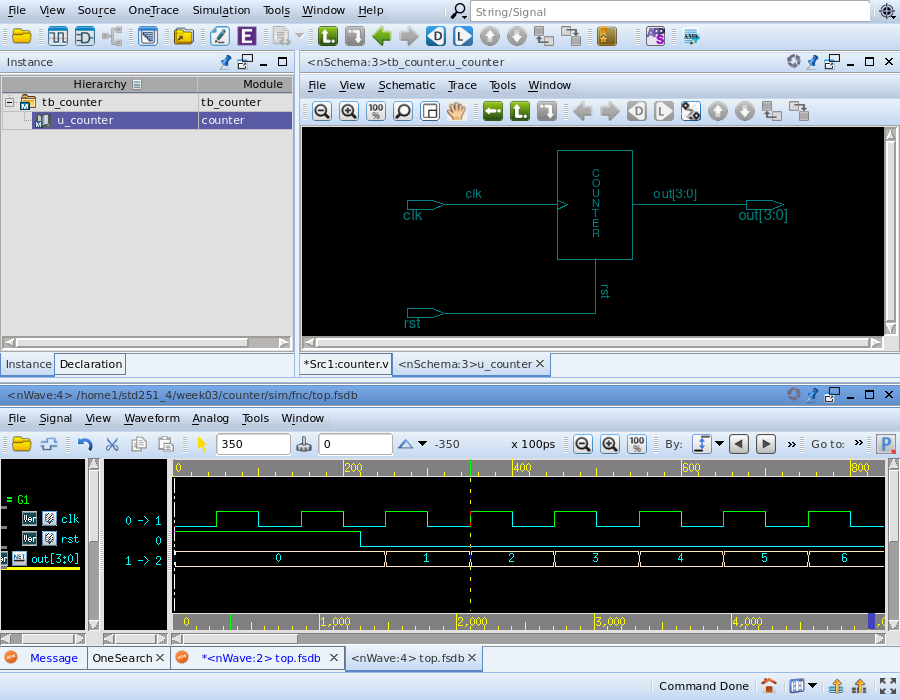 File View Source OneTrace Simulation Tools Window Help String/Signal
Instance
Hierarchy Module
tb_counter tb_counter
u_counter counter
Instance Declaration
<nSchema:3>tb_counter.u_counter
File View Schematic Trace Tools Window
100%
COUNTER
clk
clk
out[3:0]
out[3:0]
rst
rst
*Src1:counter.v <nSchema:3>u_counter
<nWave:4> /home1/std251_4/week03/counter/sim/fnc/top.fsdb
File Signal View Waveform Analog Tools Window
350 0 -350 x 100ps 100% By: Go to:
0 200 400 600 800
= G1
clk 0 -> 1
rst 0
out[3:0] 1 -> 2 0 1 2 3 4 5 6
0 1,000 2,000 3,000 4,000
Message OneSearch *<nWave:2> top.fsdb <nWave:4> top.fsdb
Command Done